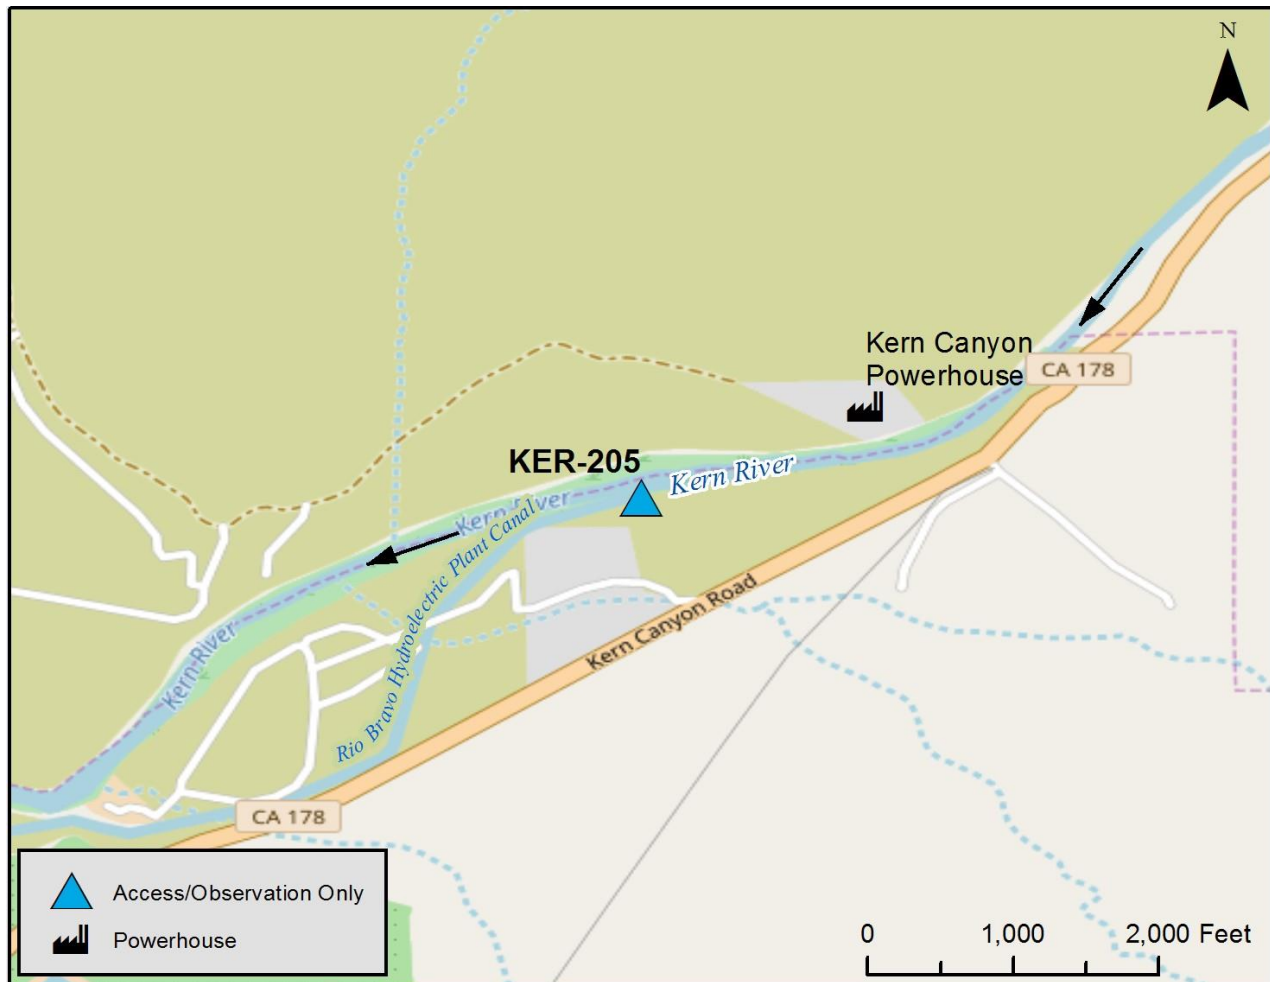 N
Kern Canyon
Powerhouse
CA 178
KER-205
Kern River
Kern River
Rio Bravo Hydroelectric Plant Canal
Kern Canyon Road
Kern River
CA 178
Access/Observation Only
Powerhouse
0 1,000 2,000 Feet